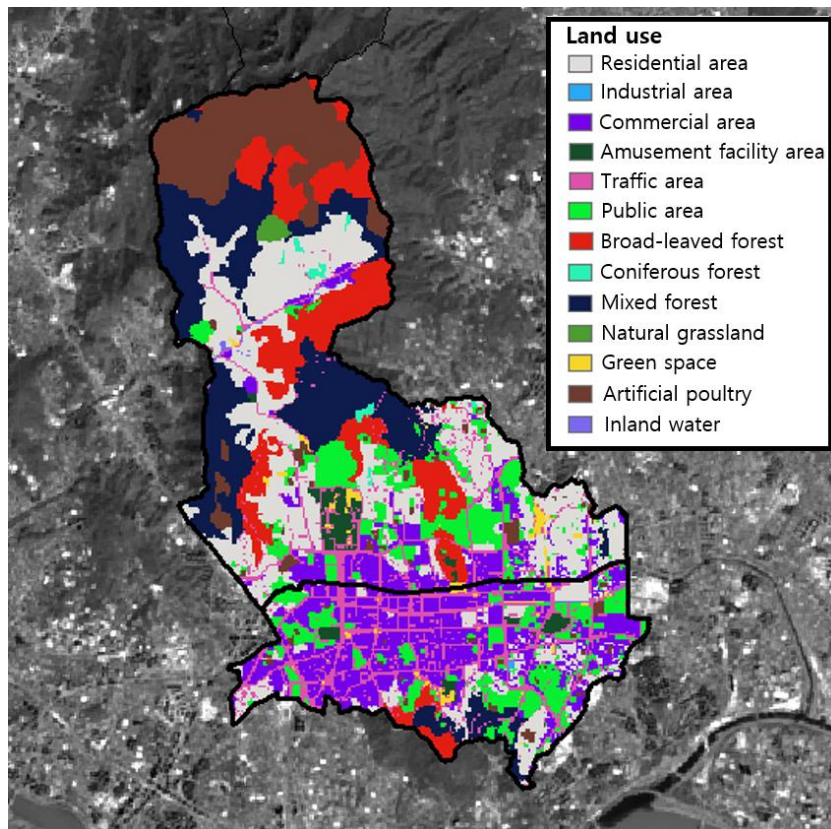 Land use
Residential area
Industrial area
Commercial area
Amusement facility area
Traffic area
Public area
Broad-leaved forest
Coniferous forest
Mixed forest
Natural grassland
Green space
Artificial poultry
Inland water